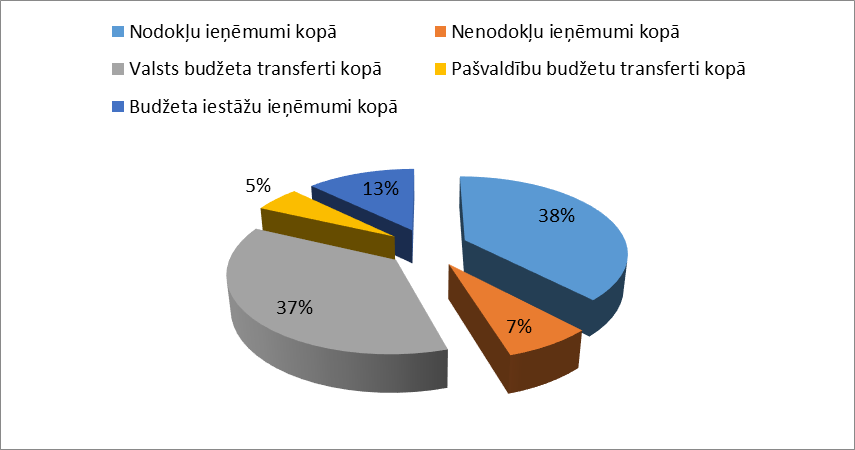 Nodokļu ieņēmumi kopā
Nenodokļu ieņēmumi kopā
Valsts budžeta transferti kopā
Pašvaldību budžetu transferti kopā
Budžeta iestāžu ieņēmumi kopā
5%
13%
38%
37%
7%